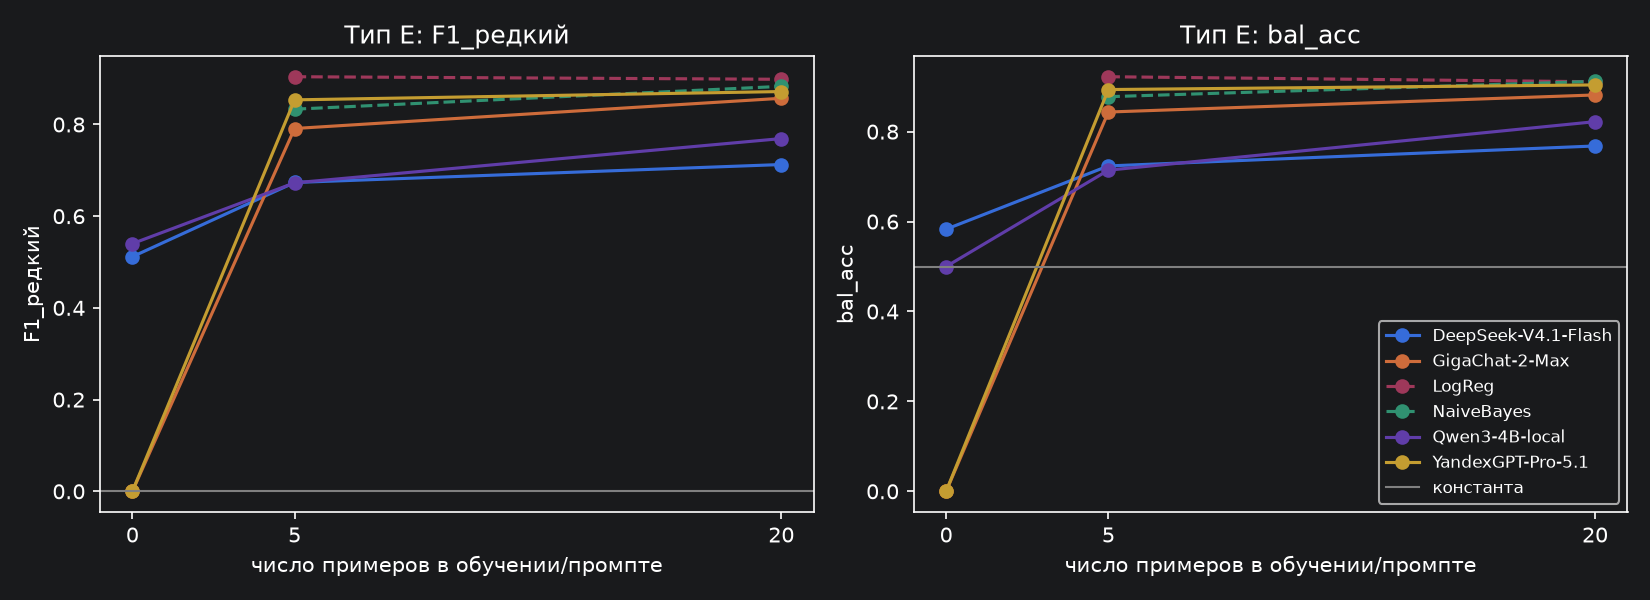 Тип E: F1_редкий
F1_редкий
0.8
0.6
0.4
0.2
0.0
0 5 20
число примеров в обучении/промпте
Тип E: bal_acc
bal_acc
0.8
0.6
0.4
0.2
0.0
DeepSeek-V4.1-Flash
GigaChat-2-Max
LogReg
NaiveBayes
Qwen3-4B-local
YandexGPT-Pro-5.1
константа
0 5 20
число примеров в обучении/промпте